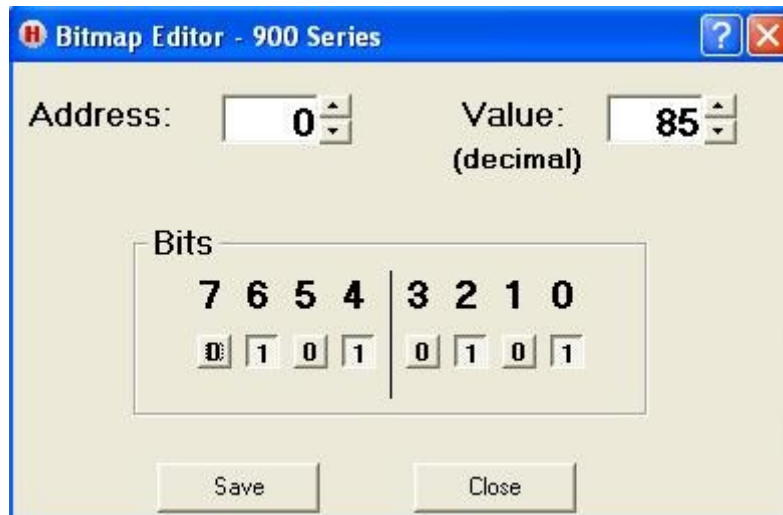 H Bitmap Editor - 900 Series ?
Address: 0 Value: 85
(decimal)
Bits
7 6 5 4 3 2 1 0
0 1 0 1 0 1 0 1
Save Close